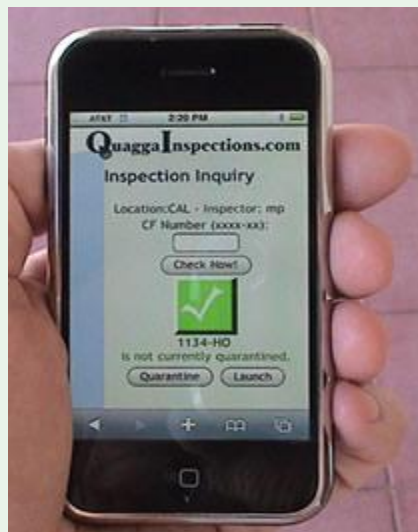 AT&T 2:20 PM
QuaggaInspections.com
Inspection Inquiry
Location:CAL - Inspector: mp
CF Number (xxxx-xx):
Check Now!
1134-HO
is not currently quarantined.
Quarantine Launch